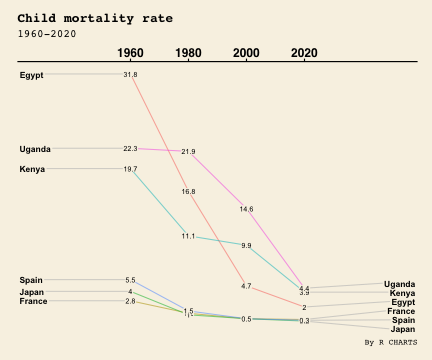 Child mortality rate
1960-2020
1960 1980 2000 2020
Egypt 31.8
Uganda 22.3 21.9
Kenya 19.7
16.8
14.6
11.1
9.9
Spain 5.5
4.7
4.4 Uganda
Japan 4
3.9 Kenya
France 2.8
2 Egypt
1.5
France
0.5
0.3 Spain
Japan
By R CHARTS